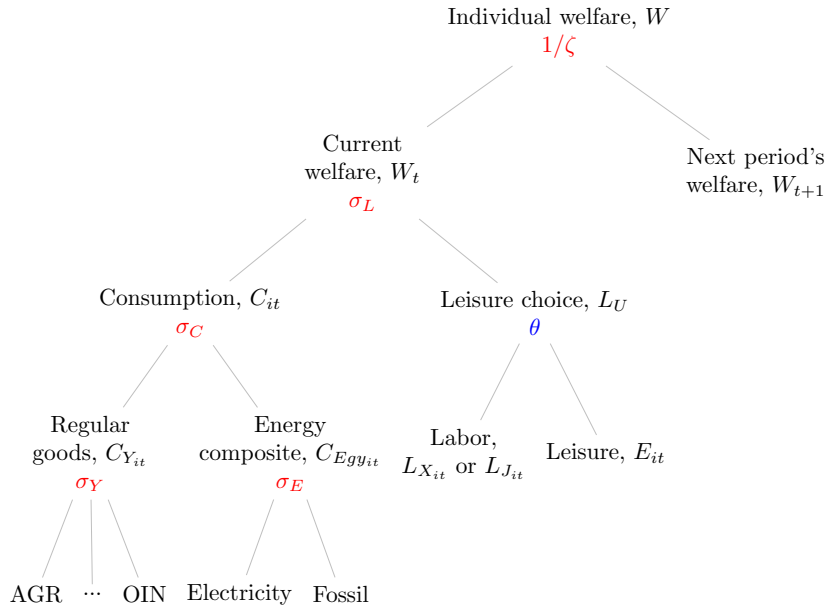 Individual welfare, W
1/ζ
Current
welfare, W_t
σ_L
Next period's
welfare, W_{t+1}
Consumption, C_{it}
σ_C
Leisure choice, L_U
θ
Regular
goods, C_{Y_{it}}
σ_Y
Energy
composite, C_{Egy_{it}}
σ_E
Labor,
L_{X_{it}} or L_{J_{it}}
Leisure, E_{it}
AGR ... OIN Electricity Fossil